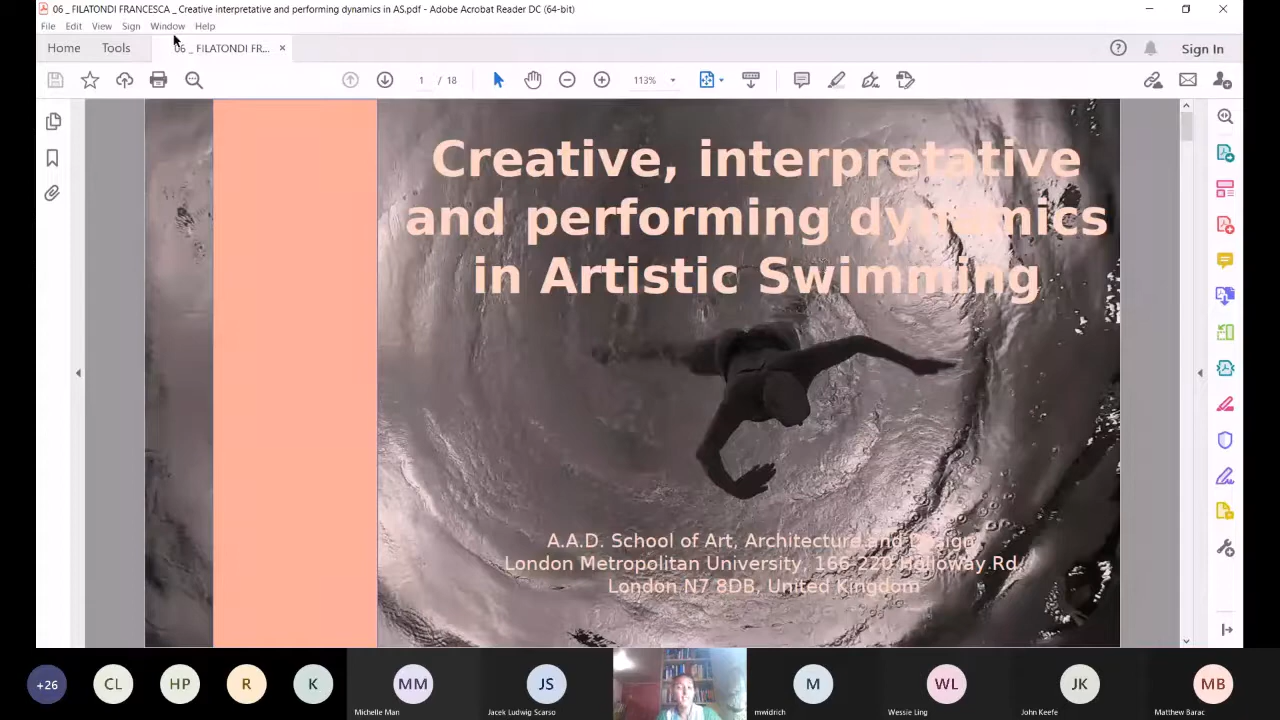 06 _ FILATONDI FRANCESCA _ Creative interpretative and performing dynamics in AS.pdf - Adobe Acrobat Reader DC (64-bit)
File Edit View Sign Window Help
Home Tools 06 _ FILATONDI FR... Sign In
1 / 18 113%
Creative, interpretative
and performing dynamics
in Artistic Swimming
A.A.D. School of Art, Architecture and Design
London Metropolitan University, 166-220 Holloway Rd,
London N7 8DB, United Kingdom
+26 CL HP R K MM JS M WL JK MB
Michelle Man Jacek Ludwig Scarso mwidrich Wessie Ling John Keefe Matthew Barac